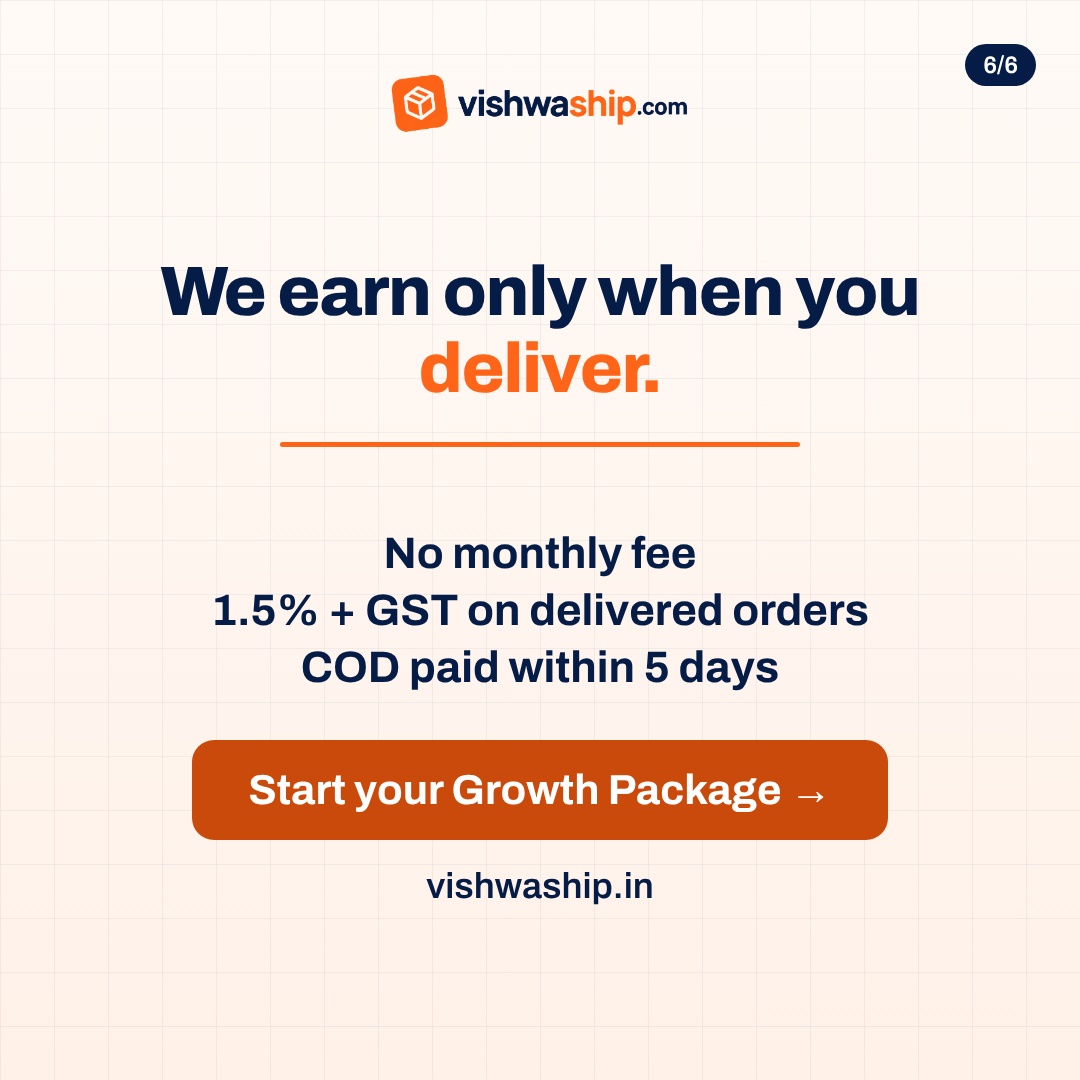 6/6
vishwaship.com
We earn only when you
deliver.
No monthly fee
1.5% + GST on delivered orders
COD paid within 5 days
Start your Growth Package →
vishwaship.in